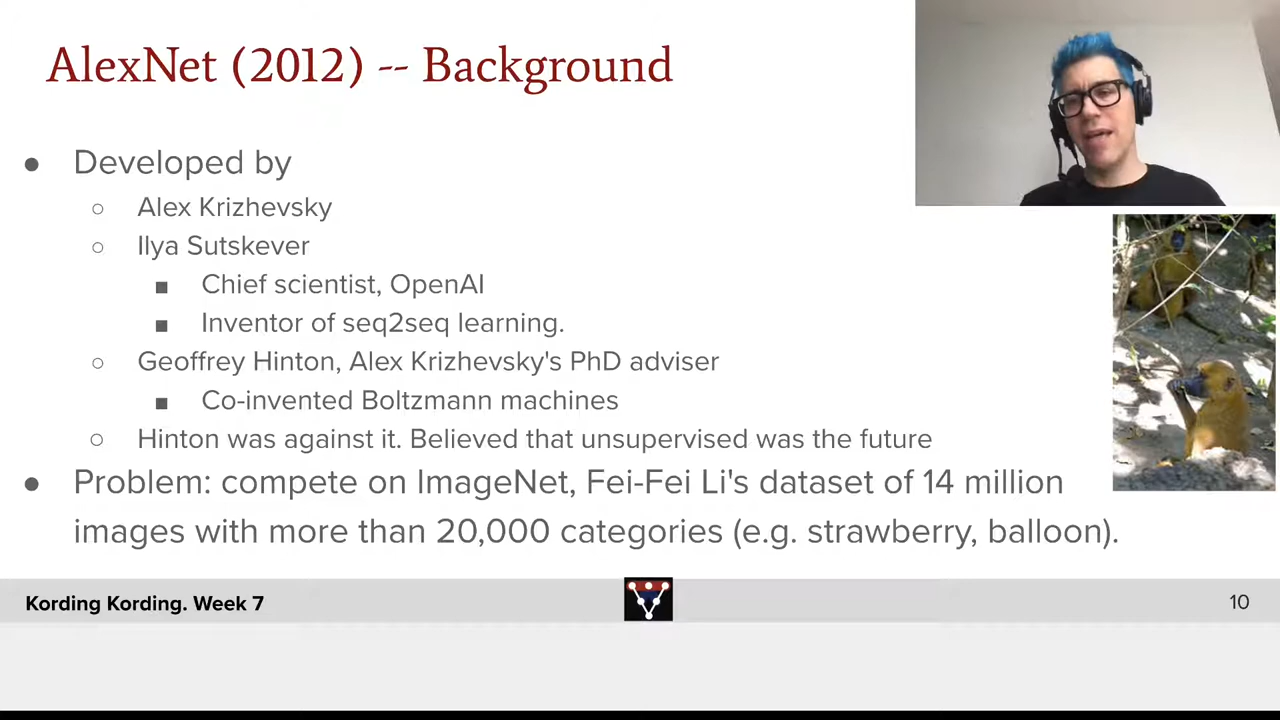 AlexNet (2012) -- Background
● Developed by
○ Alex Krizhevsky
○ Ilya Sutskever
■ Chief scientist, OpenAI
■ Inventor of seq2seq learning.
○ Geoffrey Hinton, Alex Krizhevsky's PhD adviser
■ Co-invented Boltzmann machines
○ Hinton was against it. Believed that unsupervised was the future
● Problem: compete on ImageNet, Fei-Fei Li's dataset of 14 million
images with more than 20,000 categories (e.g. strawberry, balloon).
Kording Kording. Week 7
10